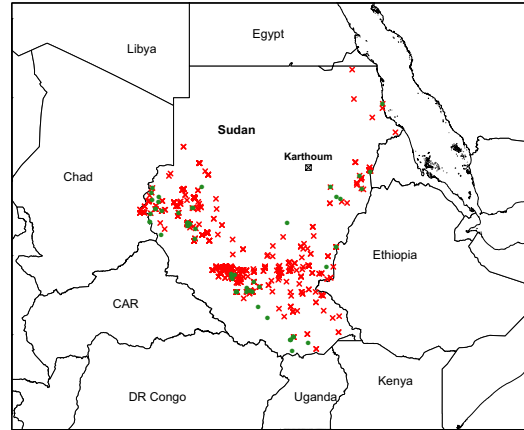 Egypt
Libya
Sudan
Karthoum
Chad
Ethiopia
CAR
DR Congo
Uganda
Kenya